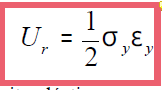 U_r = 1/2 σ_y ε_y